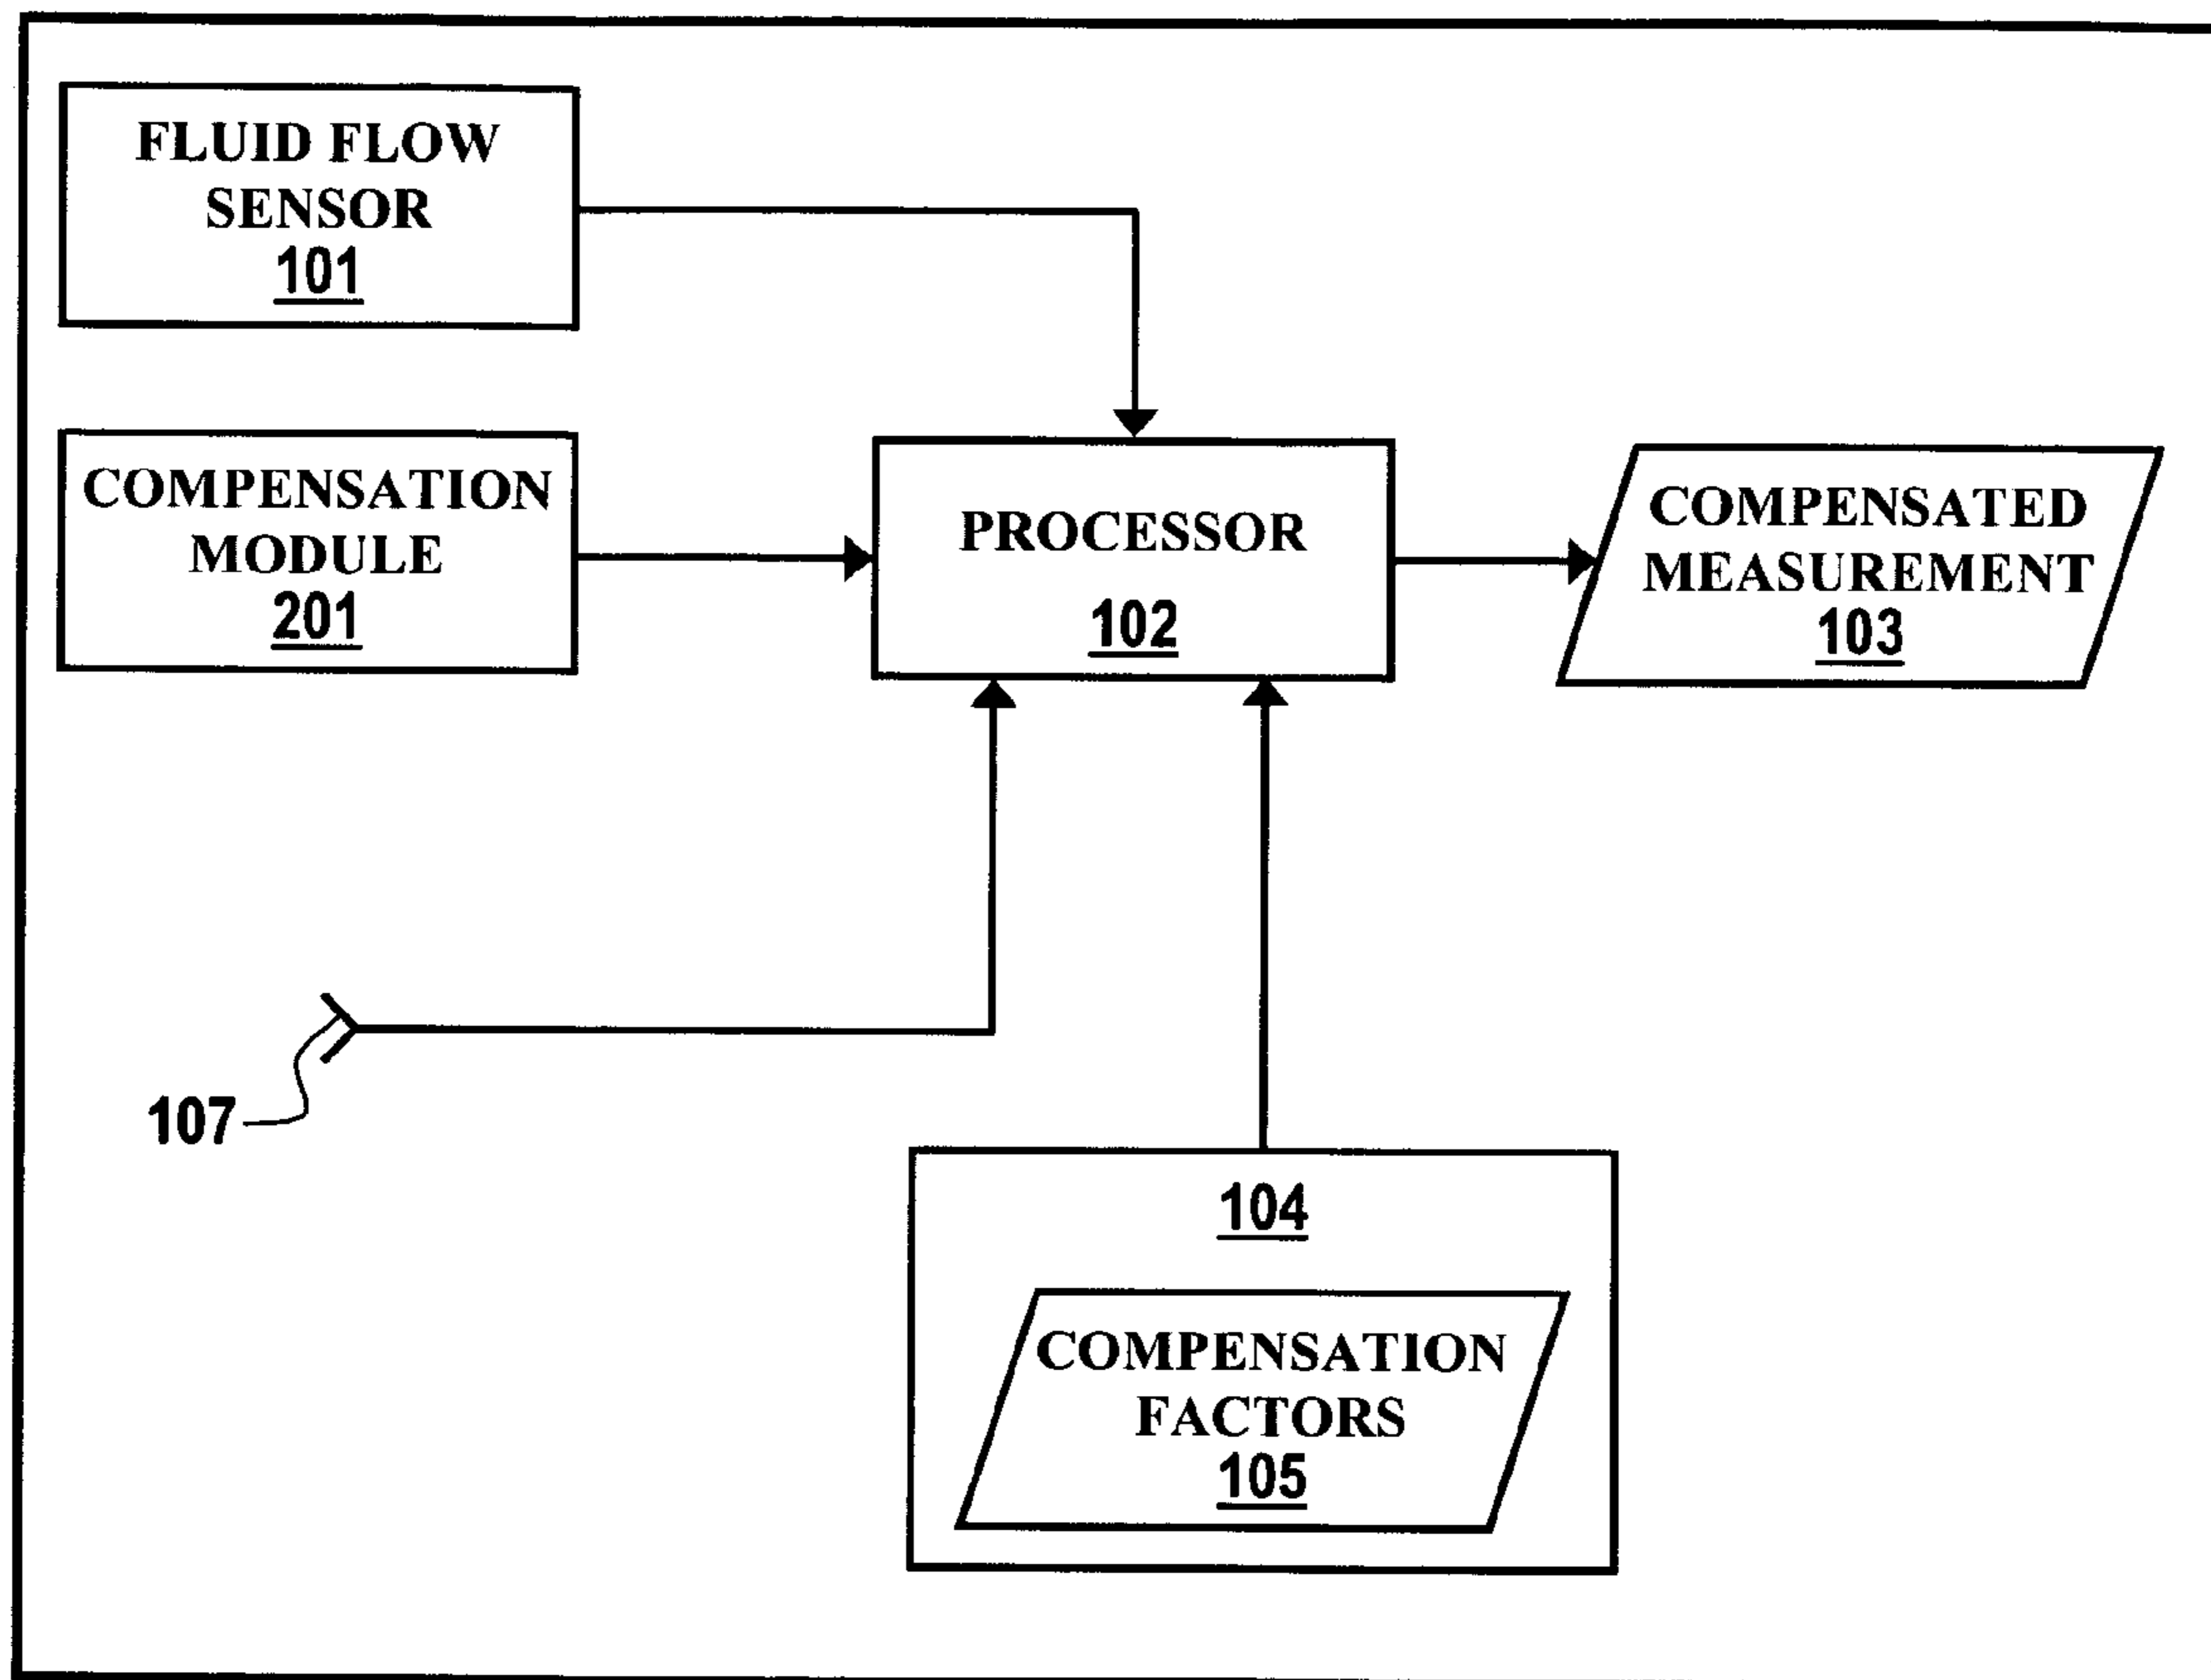 FLUID FLOW
SENSOR
101
COMPENSATION
MODULE
201
PROCESSOR
102
COMPENSATED
MEASUREMENT
103
107
104
COMPENSATION
FACTORS
105